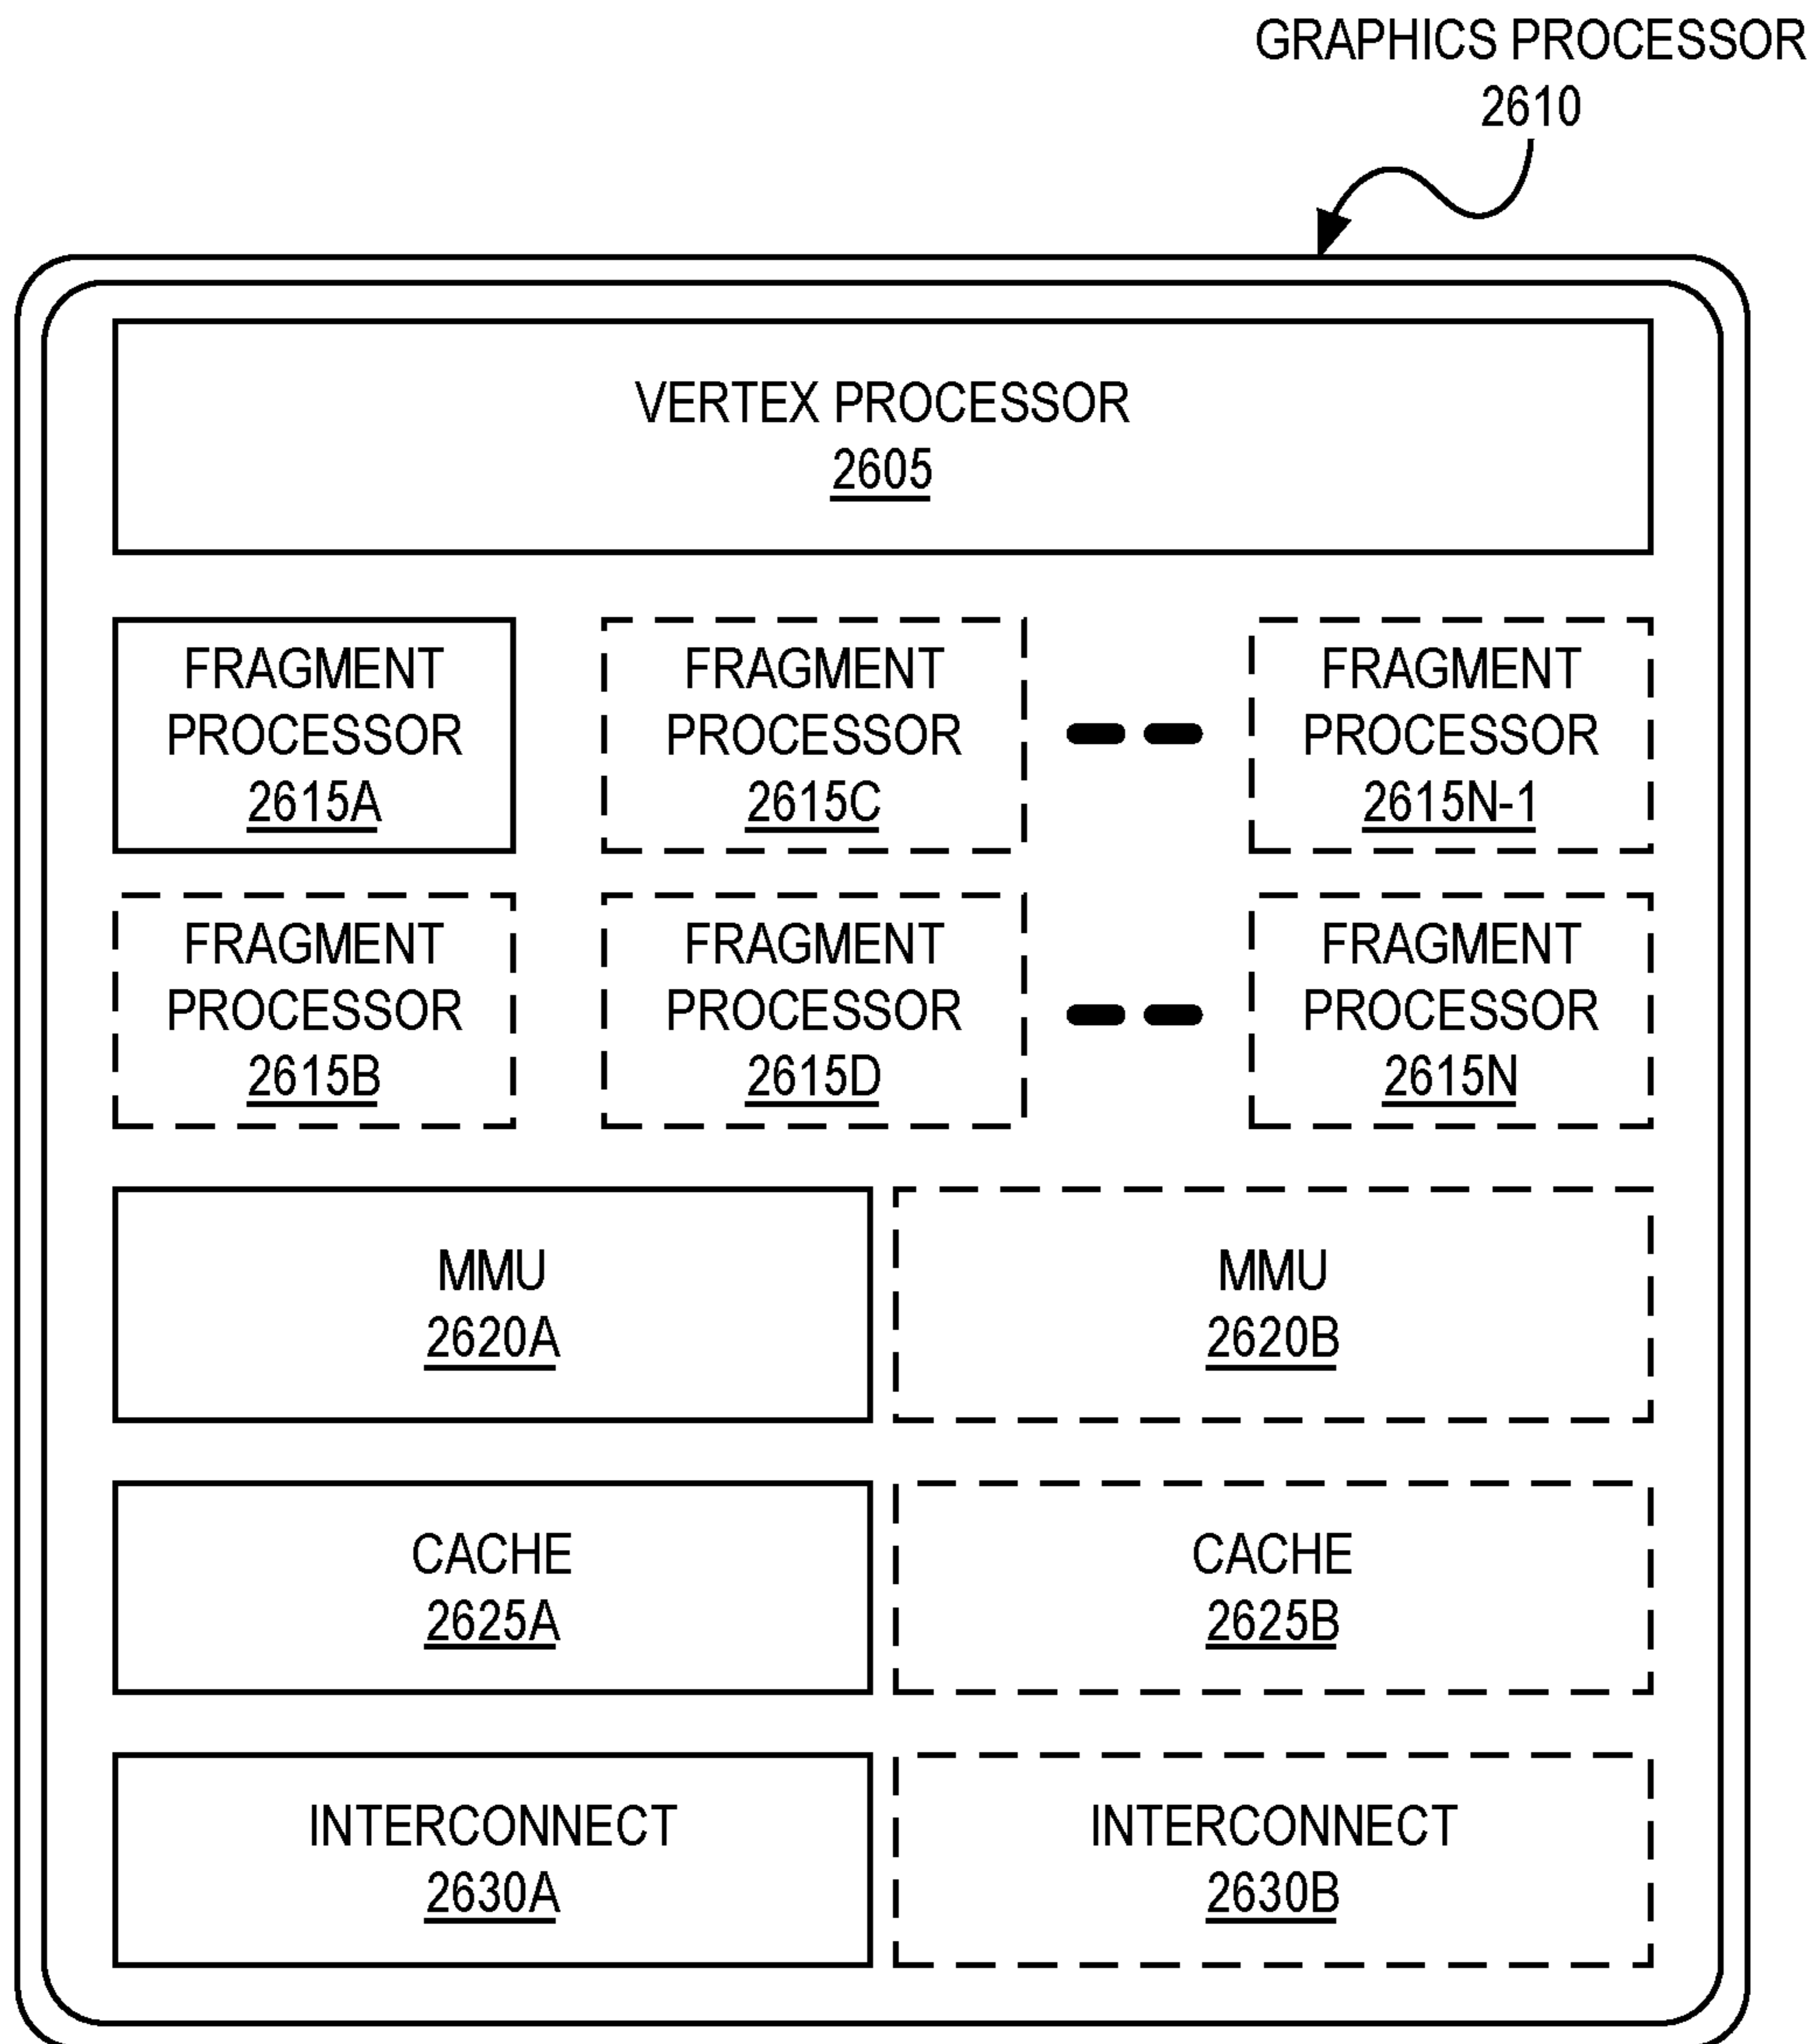 GRAPHICS PROCESSOR
2610
VERTEX PROCESSOR
2605
FRAGMENT
PROCESSOR
2615A
FRAGMENT
PROCESSOR
2615C
FRAGMENT
PROCESSOR
2615N-1
FRAGMENT
PROCESSOR
2615B
FRAGMENT
PROCESSOR
2615D
FRAGMENT
PROCESSOR
2615N
MMU
2620A
MMU
2620B
CACHE
2625A
CACHE
2625B
INTERCONNECT
2630A
INTERCONNECT
2630B